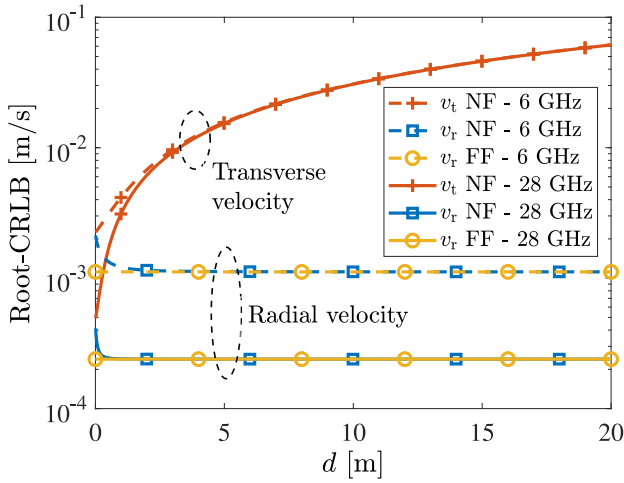 Root-CRLB [m/s]
10^-1
10^-2
10^-3
10^-4
v_t NF - 6 GHz
v_r NF - 6 GHz
v_r FF - 6 GHz
v_t NF - 28 GHz
v_r NF - 28 GHz
v_r FF - 28 GHz
Transverse
velocity
Radial velocity
0 5 10 15 20
d [m]